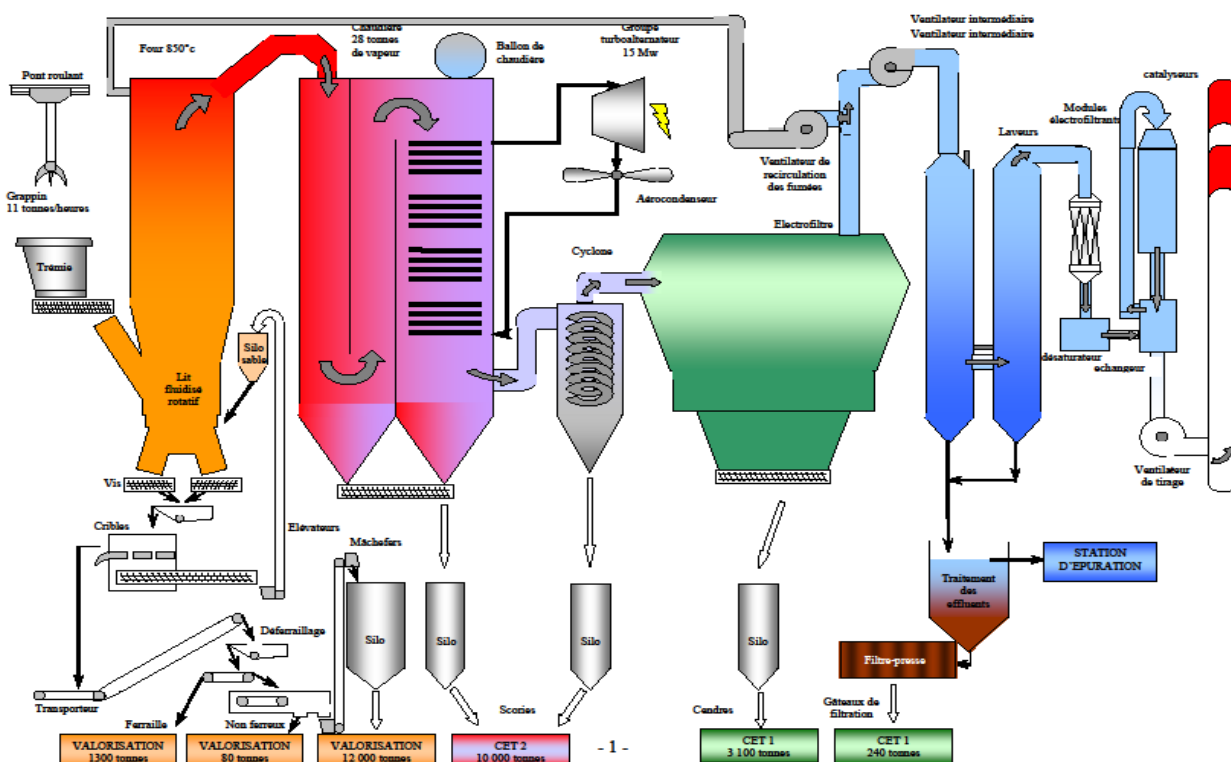 Four 850°c
Chaudière
28 tonnes
de vapeur
Ballon de
chaudière
Groupe
turboalternateur
15 Mw
Ventilateur intermédiaire
Ventilateur intermédiaire
Pont roulant
catalyseurs
Modules
électrofiltrants
Laveurs
Ventilateur de
recirculation
des fumées
Grappin
11 tonnes/heures
Aérocondenseur
Electrofiltre
Trémie
Cyclone
Silo
sable
désaturateur
echangeur
Lit
fluidisé
rotatif
Ventilateur
de tirage
Vis
Cribles
Elévateurs
Mâchefers
STATION
D'EPURATION
Traitement
des
effluents
Déferraillage
Silo
Silo
Silo
Silo
Filtre-presse
Transporteur
Ferraille
Non ferreux
Scories
Cendres
Gâteaux de
filtration
VALORISATION
1300 tonnes
VALORISATION
80 tonnes
VALORISATION
12 000 tonnes
CET 2
10 000 tonnes
- 1 -
CET 1
3 100 tonnes
CET 1
240 tonnes